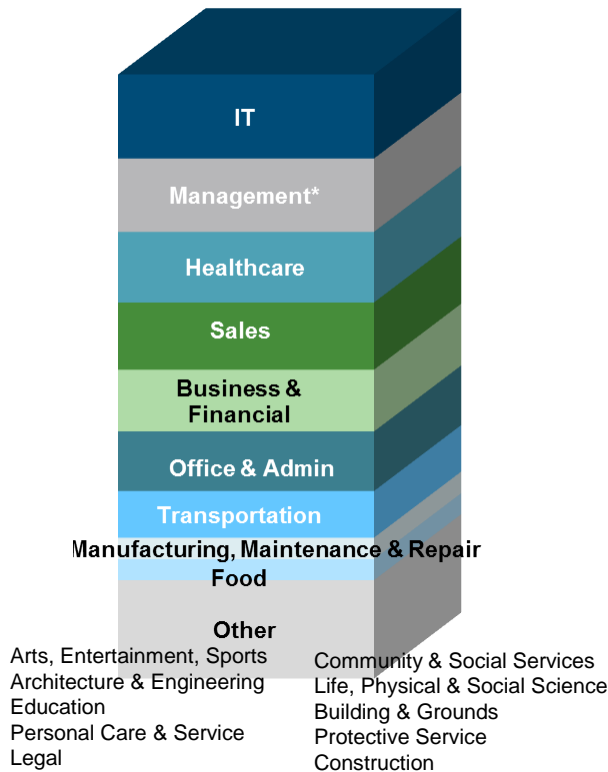 IT
Management*
Healthcare
Sales
Business &
Financial
Office & Admin
Transportation
Manufacturing, Maintenance & Repair
Food
Other
Arts, Entertainment, Sports
Architecture & Engineering
Education
Personal Care & Service
Legal
Community & Social Services
Life, Physical & Social Science
Building & Grounds
Protective Service
Construction